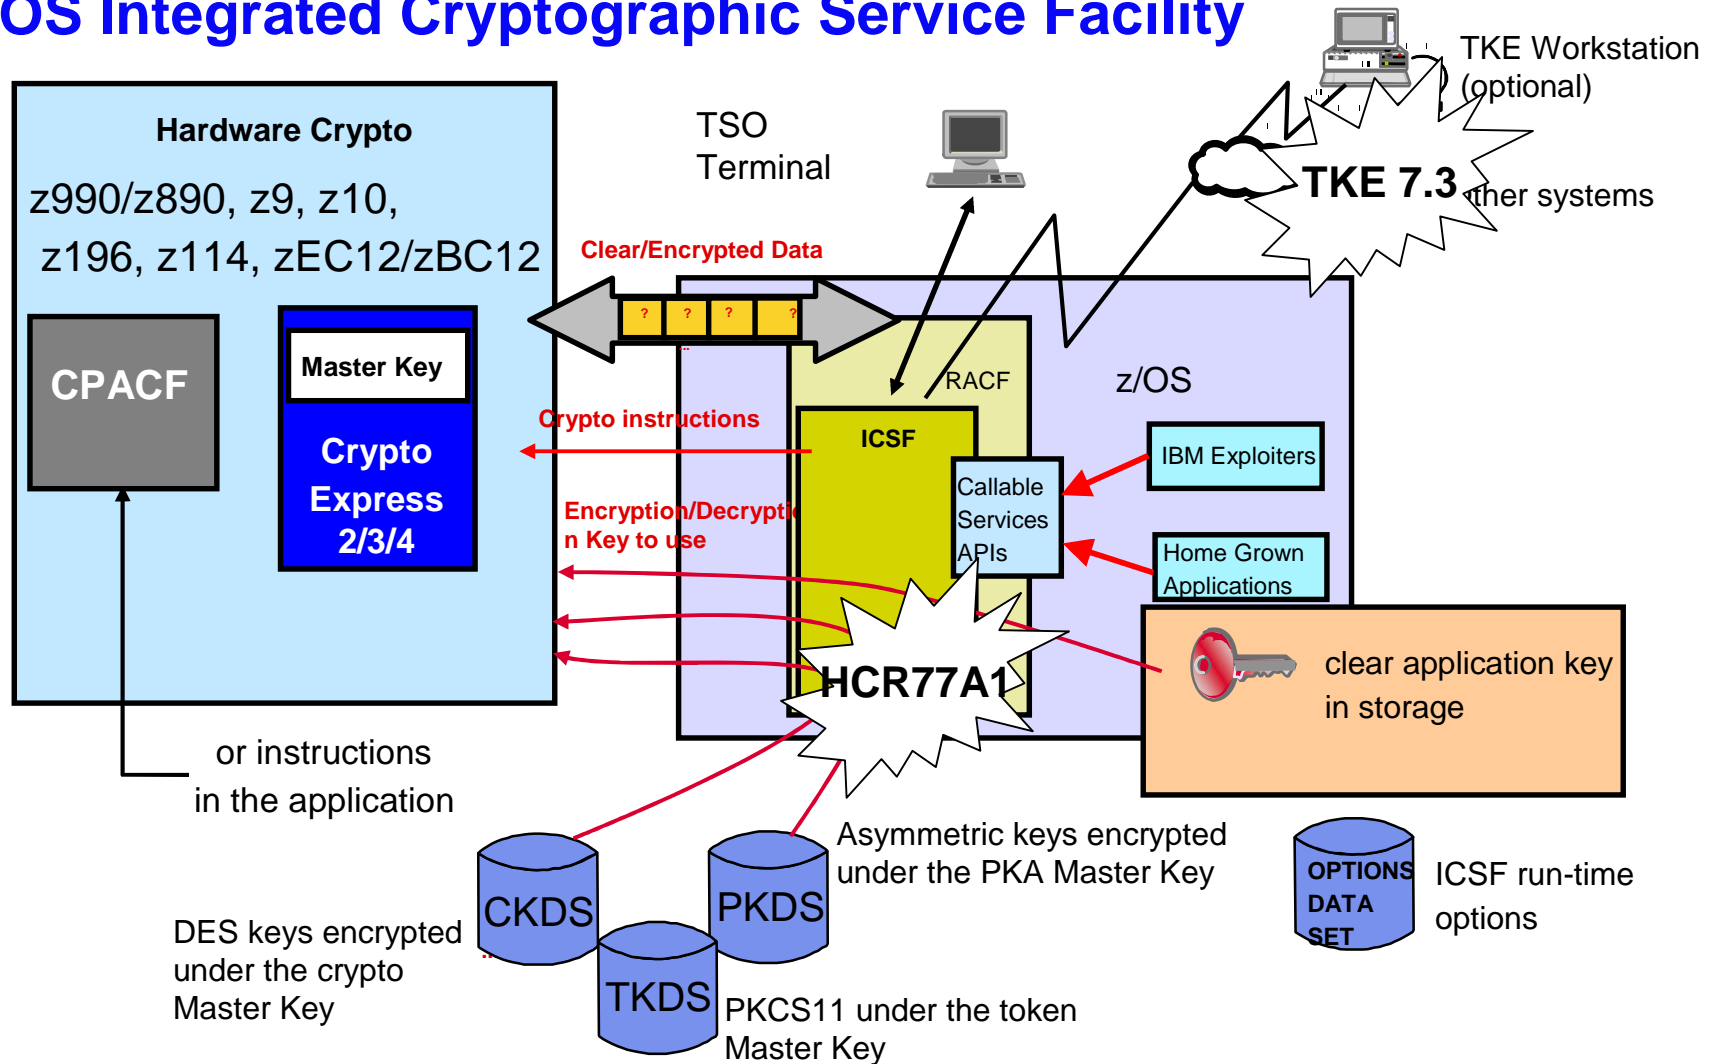 OS Integrated Cryptographic Service Facility
TKE Workstation
(optional)
TKE 7.3
ther systems
TSO
Terminal
Hardware Crypto
z990/z890, z9, z10,
z196, z114, zEC12/zBC12
Clear/Encrypted Data
? ? ? ?
...
CPACF
Master Key
Crypto
Express
2/3/4
RACF
z/OS
Crypto instructions
ICSF
IBM Exploiters
Callable
Services
APIs
Encryption/Decryptio
n Key to use
Home Grown
Applications
HCR77A1
clear application key
in storage
or instructions
in the application
Asymmetric keys encrypted
under the PKA Master Key
CKDS
PKDS
TKDS
..
DES keys encrypted
under the crypto
Master Key
PKCS11 under the token
Master Key
OPTIONS
DATA
SET
ICSF run-time
options